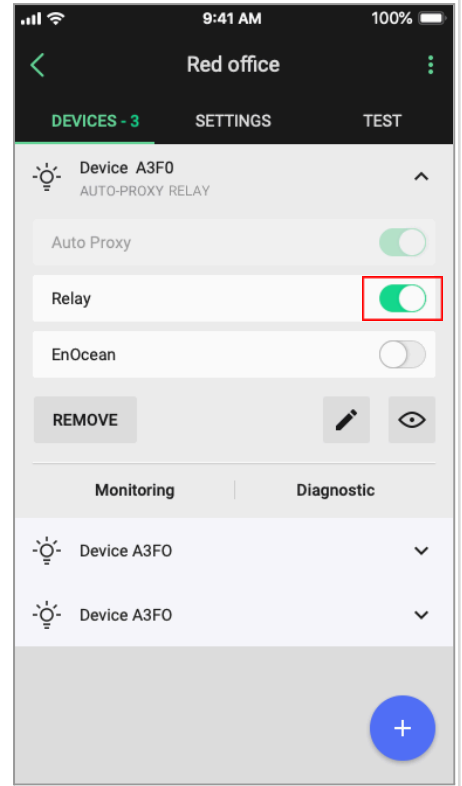 9:41 AM 100%
Red office
DEVICES - 3 SETTINGS TEST
Device A3F0
AUTO-PROXY RELAY
Auto Proxy
Relay
EnOcean
REMOVE
Monitoring Diagnostic
Device A3FO
Device A3FO
+